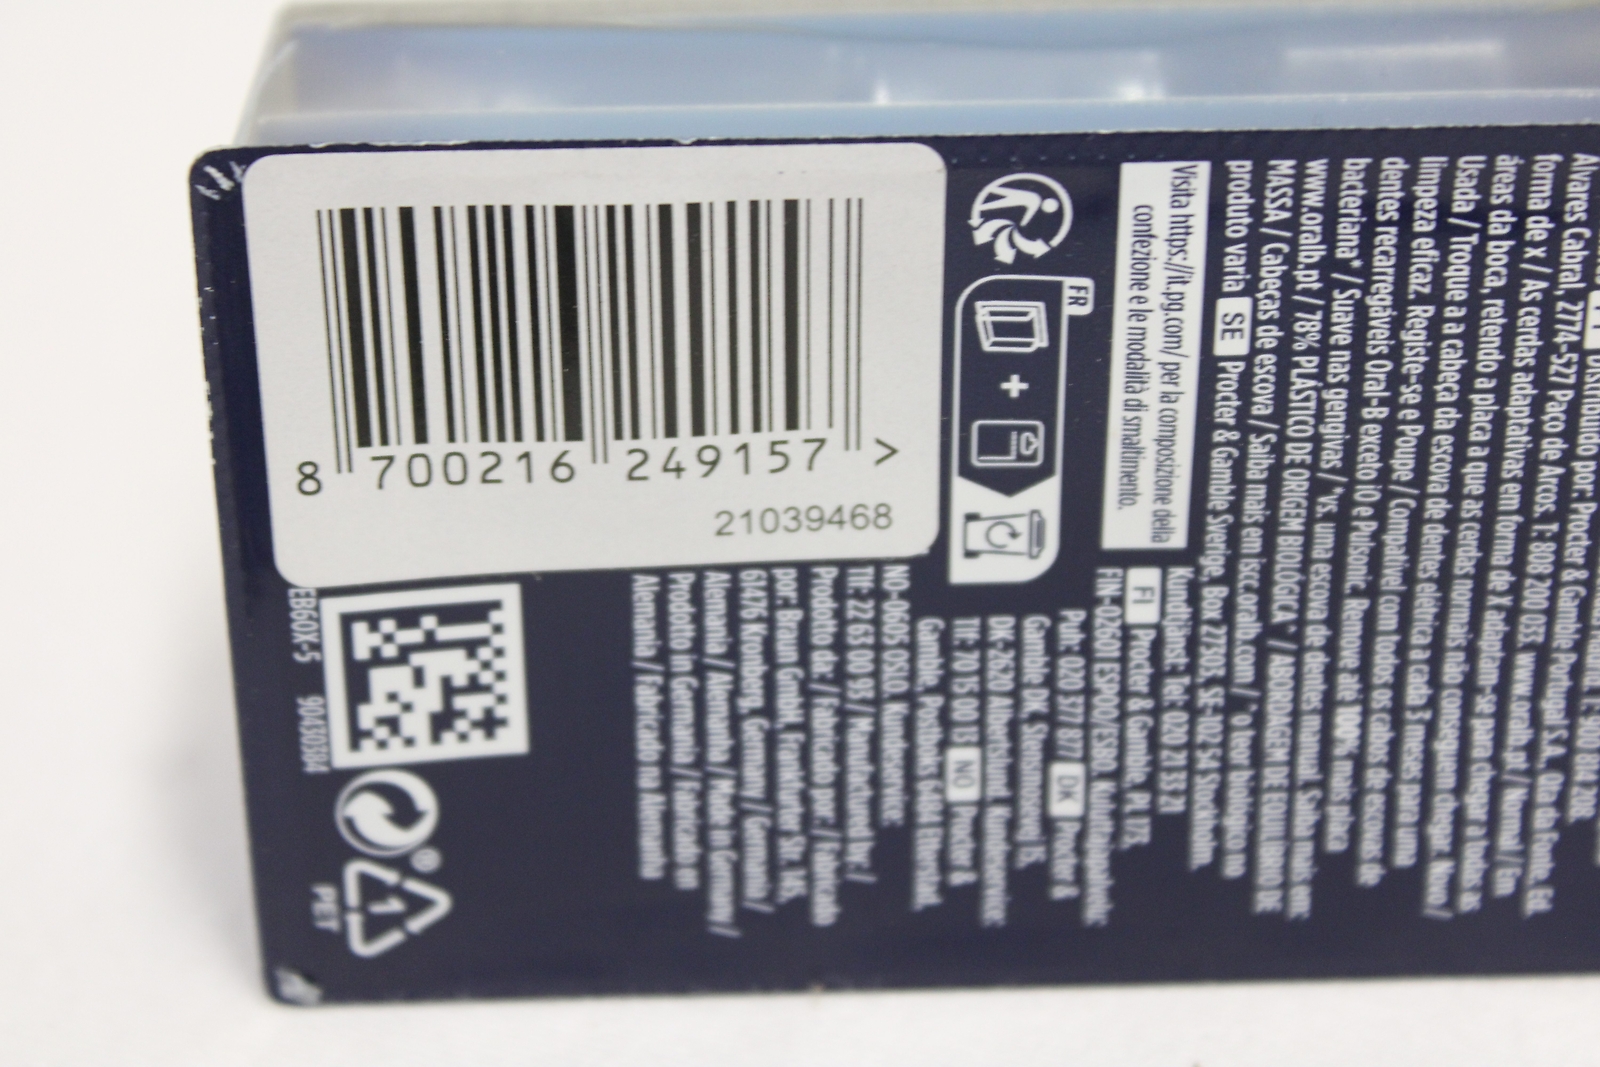 8 700216 249157 >
21039468
EB60X-5 90430384
PET
1
FR
+
Visita https://it.pg.com/ per la composizione della
confezione e le modalità di smaltimento.
Alvares Cabral, 2774-527 Paço de Arcos. T: 808 200 033. www.oralb.pt / Normal / Em
forma de x / As cerdas adaptativas em forma de X adaptam-se para chegar a todas as
áreas da boca, retendo a placa que as cerdas normais não conseguem chegar. Novo /
Usada / Troque a cabeça da escova de dentes elétrica a cada 3 meses para uma
limpeza eficaz. Registe-se e Poupe / Compatível com todos os cabos de escovas de
dentes recarregáveis Oral-B exceto iO e Pulsonic. Remove até 100% mais placa
bacteriana* / Suave nas gengivas / *vs. uma escova de dentes manual. Saiba mais em:
www.oralb.pt / 78% PLÁSTICO DE ORIGEM BIOLÓGICA° / ABORDAGEM DE EQUILÍBRIO DE
MASSA / Cabeças de escova / Saiba mais em iscc.oralb.com / °o teor biológico no
produto varia SE Procter & Gamble Sverige, Box 27303, SE-102 54 Stockholm.
Kundtjänst: Tel: 020 21 33 21
FI Procter & Gamble, PL 175,
FIN-02601 ESPOO/ESBO, Kuluttajapalvelu:
Puh: 020 377 877 DK Procter &
Gamble DK, Stensmosevej 15,
DK-2620 Albertslund. Kundeservice:
Tlf: 70 15 00 13 NO Procter &
Gamble, Postboks 6484 Etterstad,
NO-0605 OSLO. Kundeservice:
Tlf: 22 63 00 93 / Manufactured for: /
Prodotto da: / Fabricado por: / Fabricado
por: Braun GmbH, Frankfurter Str. 145,
61476 Kronberg, Germany / Germania /
Alemania / Alemanha / Made in Germany /
Prodotto in Germania / Fabricado en
Alemania / Fabricado na Alemanha